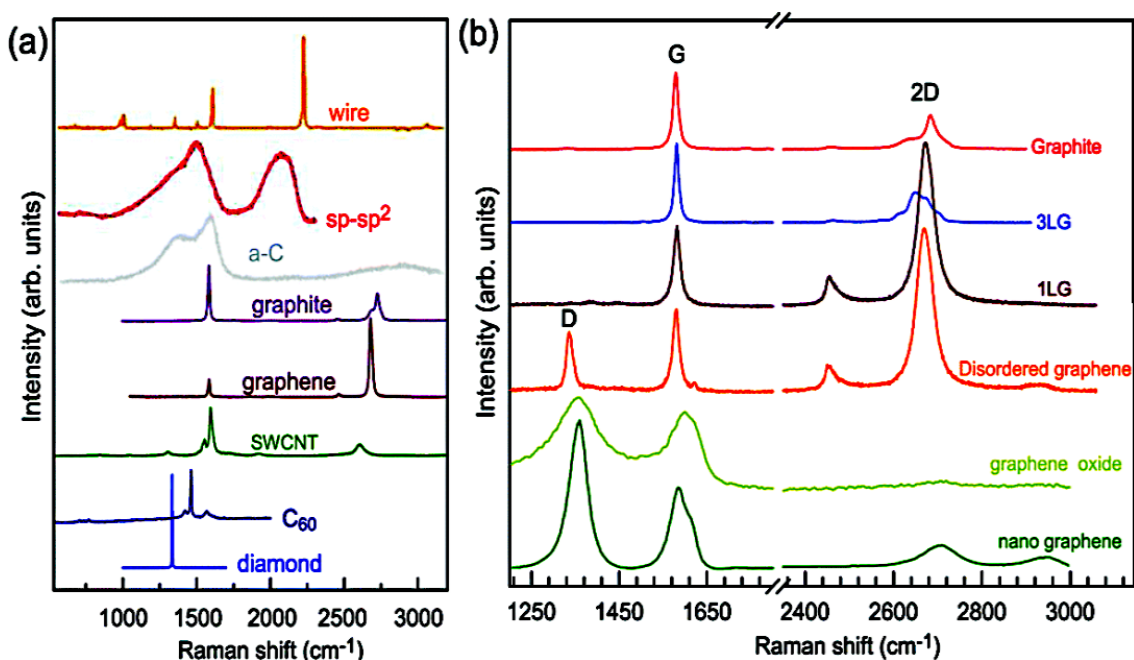 (a)
Intensity (arb. units)
wire
sp-sp²
a-C
graphite
graphene
SWCNT
C₆₀
diamond
1000 1500 2000 2500 3000
Raman shift (cm⁻¹)
(b)
Intensity (arb. units)
G
2D
Graphite
3LG
1LG
D
Disordered graphene
graphene oxide
nano graphene
1250 1450 1650 2400 2600 2800 3000
Raman shift (cm⁻¹)